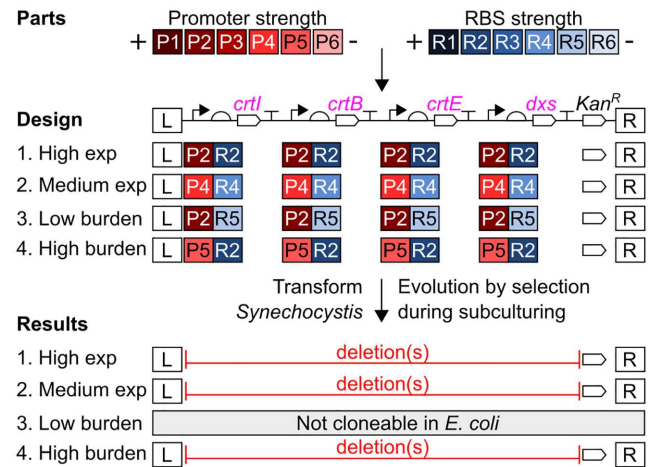 Parts
Promoter strength
RBS strength
+ P1 P2 P3 P4 P5 P6 -
+ R1 R2 R3 R4 R5 R6 -
Design
L crtI crtB crtE dxs KanR R
1. High exp L P2 R2 P2 R2 P2 R2 P2 R2 R
2. Medium exp L P4 R4 P4 R4 P4 R4 P4 R4 R
3. Low burden L P2 R5 P2 R5 P2 R5 P2 R5 R
4. High burden L P5 R2 P5 R2 P5 R2 P5 R2 R
Transform
Synechocystis
Evolution by selection
during subculturing
Results
1. High exp L deletion(s) R
2. Medium exp L deletion(s) R
3. Low burden Not cloneable in E. coli
4. High burden L deletion(s) R